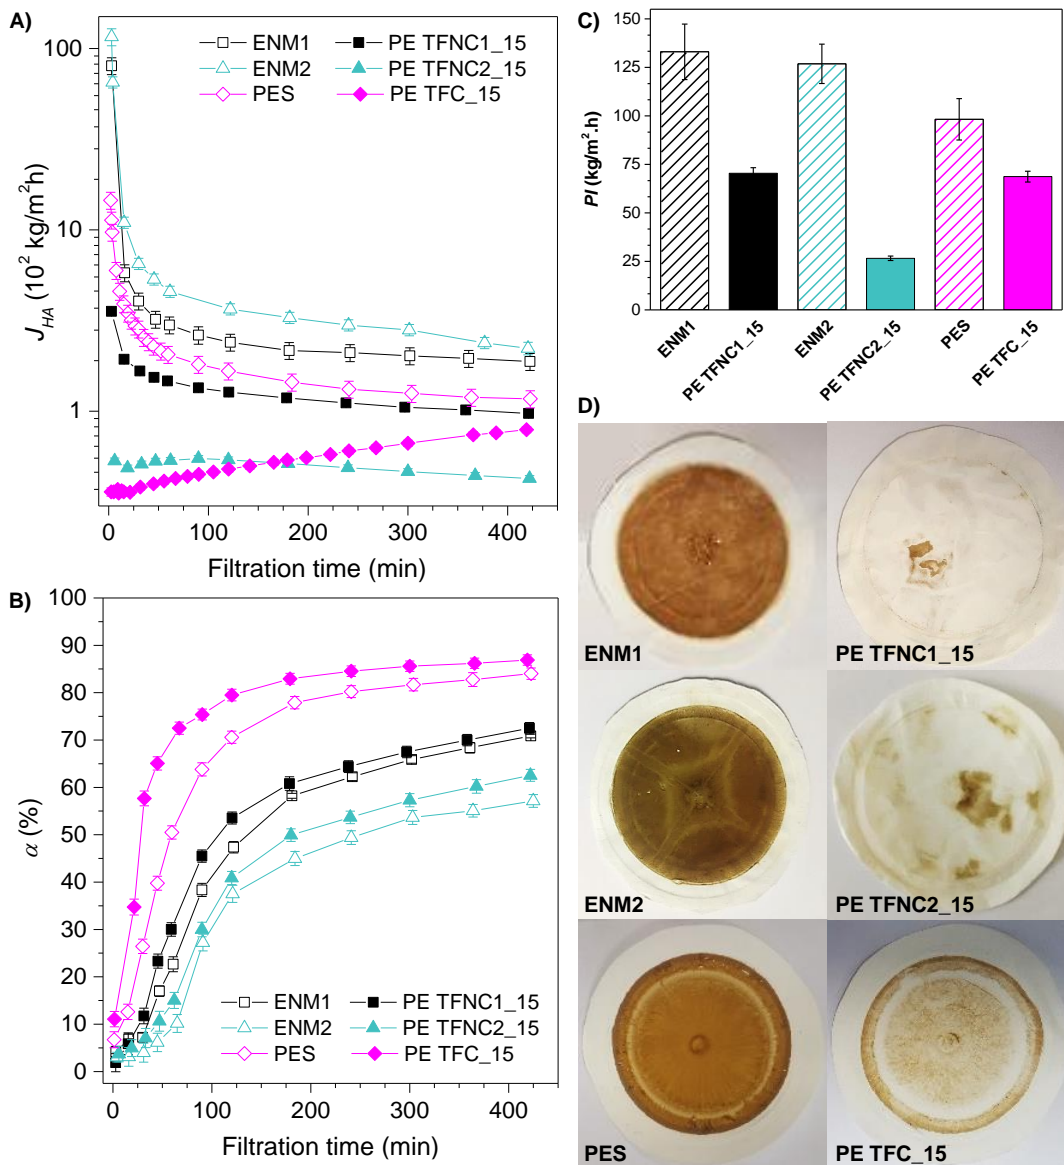 A)
100
10
1
J_HA (10² kg/m²h)
0 100 200 300 400
Filtration time (min)
ENM1 PE TFNC1_15
ENM2 PE TFNC2_15
PES PE TFC_15
B)
100
90
80
70
60
50
40
30
20
10
0
α (%)
0 100 200 300 400
Filtration time (min)
ENM1 PE TFNC1_15
ENM2 PE TFNC2_15
PES PE TFC_15
C)
150
125
100
75
50
25
0
PI (kg/m².h)
ENM1
PE TFNC1_15
ENM2
PE TFNC2_15
PES
PE TFC_15
D)
ENM1 PE TFNC1_15
ENM2 PE TFNC2_15
PES PE TFC_15